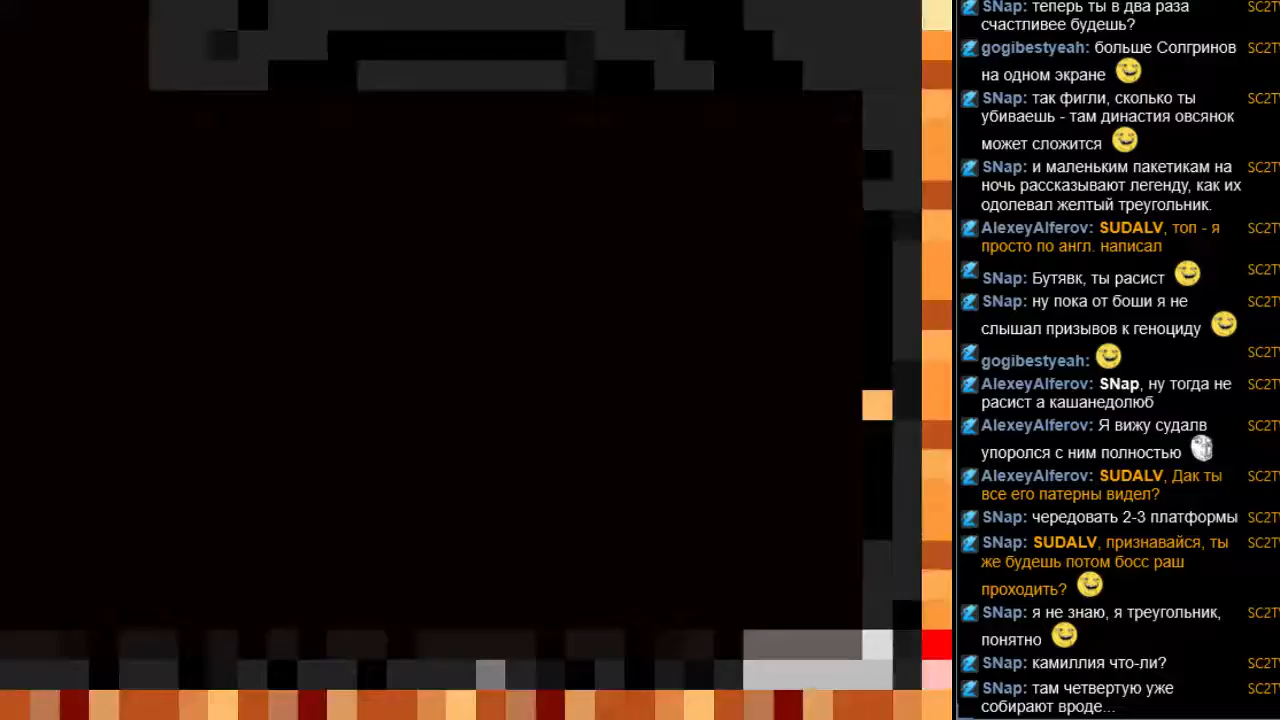 SNap: теперь ты в два раза
счастливее будешь?
gogibestyeah: больше Солгринов
на одном экране
SNap: так фигли, сколько ты
убиваешь - там династия овсянок
может сложится
SNap: и маленьким пакетикам на
ночь рассказывают легенду, как их
одолевал желтый треугольник.
AlexeyAlferov: SUDALV, топ - я
просто по англ. написал
SNap: Бутявк, ты расист
SNap: ну пока от боши я не
слышал призывов к геноциду
gogibestyeah:
AlexeyAlferov: SNap, ну тогда не
расист а кашанедолюб
AlexeyAlferov: Я вижу судалв
упоролся с ним полностью
AlexeyAlferov: SUDALV, Дак ты
все его патерны видел?
SNap: чередовать 2-3 платформы
SNap: SUDALV, признавайся, ты
же будешь потом босс раш
проходить?
SNap: я не знаю, я треугольник,
понятно
SNap: камиллия что-ли?
SNap: там четвертую уже
собирают вроде...